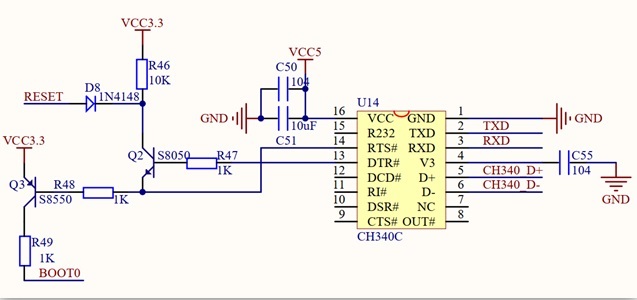 VCC3.3
VCC5
R46
10K
C50
104
D8
1N4148
RESET
GND
10uF
C51
U14
16 VCC GND 1
GND
15 R232 TXD 2 TXD
14 RTS# RXD 3 RXD
13 DTR# V3 4
12 DCD# D+ 5 CH340_D+
11 RI# D- 6 CH340_D-
10 DSR# NC 7
9 CTS# OUT# 8
CH340C
C55
104
GND
VCC3.3
Q2
S8050
R47
1K
Q3
S8550
R48
1K
R49
1K
BOOT0